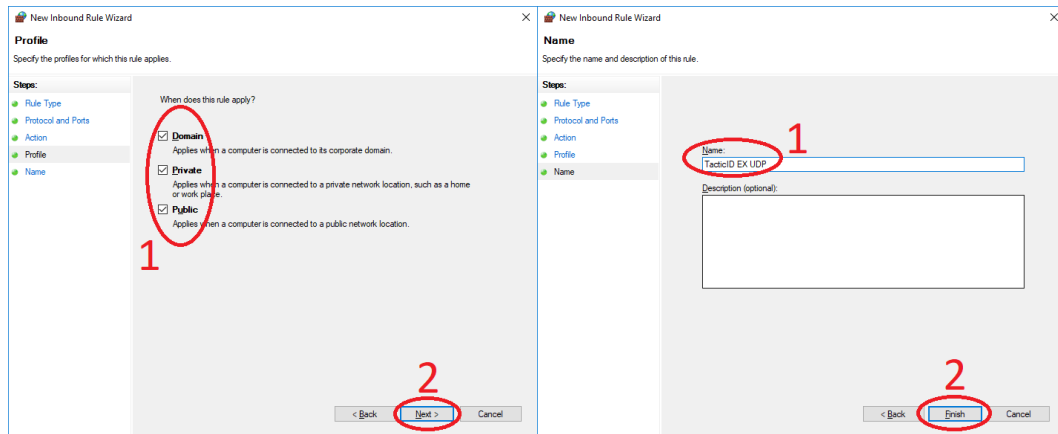 New Inbound Rule Wizard
Profile
Specify the profiles for which this rule applies.
Steps:
Rule Type
Protocol and Ports
Action
Profile
Name
When does this rule apply?
Domain
Applies when a computer is connected to its corporate domain.
Private
Applies when a computer is connected to a private network location, such as a home
or work place.
Public
Applies when a computer is connected to a public network location.
1
2
< Back
Next >
Cancel
New Inbound Rule Wizard
Name
Specify the name and description of this rule.
Steps:
Rule Type
Protocol and Ports
Action
Profile
Name
1
Name:
TacticID EX UDP
Description (optional):
2
< Back
Finish
Cancel